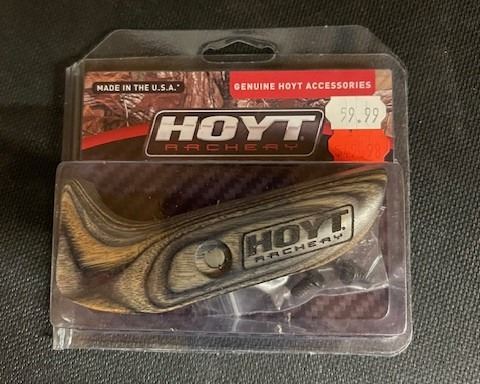 MADE IN THE U.S.A.*
GENUINE HOYT ACCESSORIES
59.99
HOYT
ARCHERY
HOYT
ARCHERY